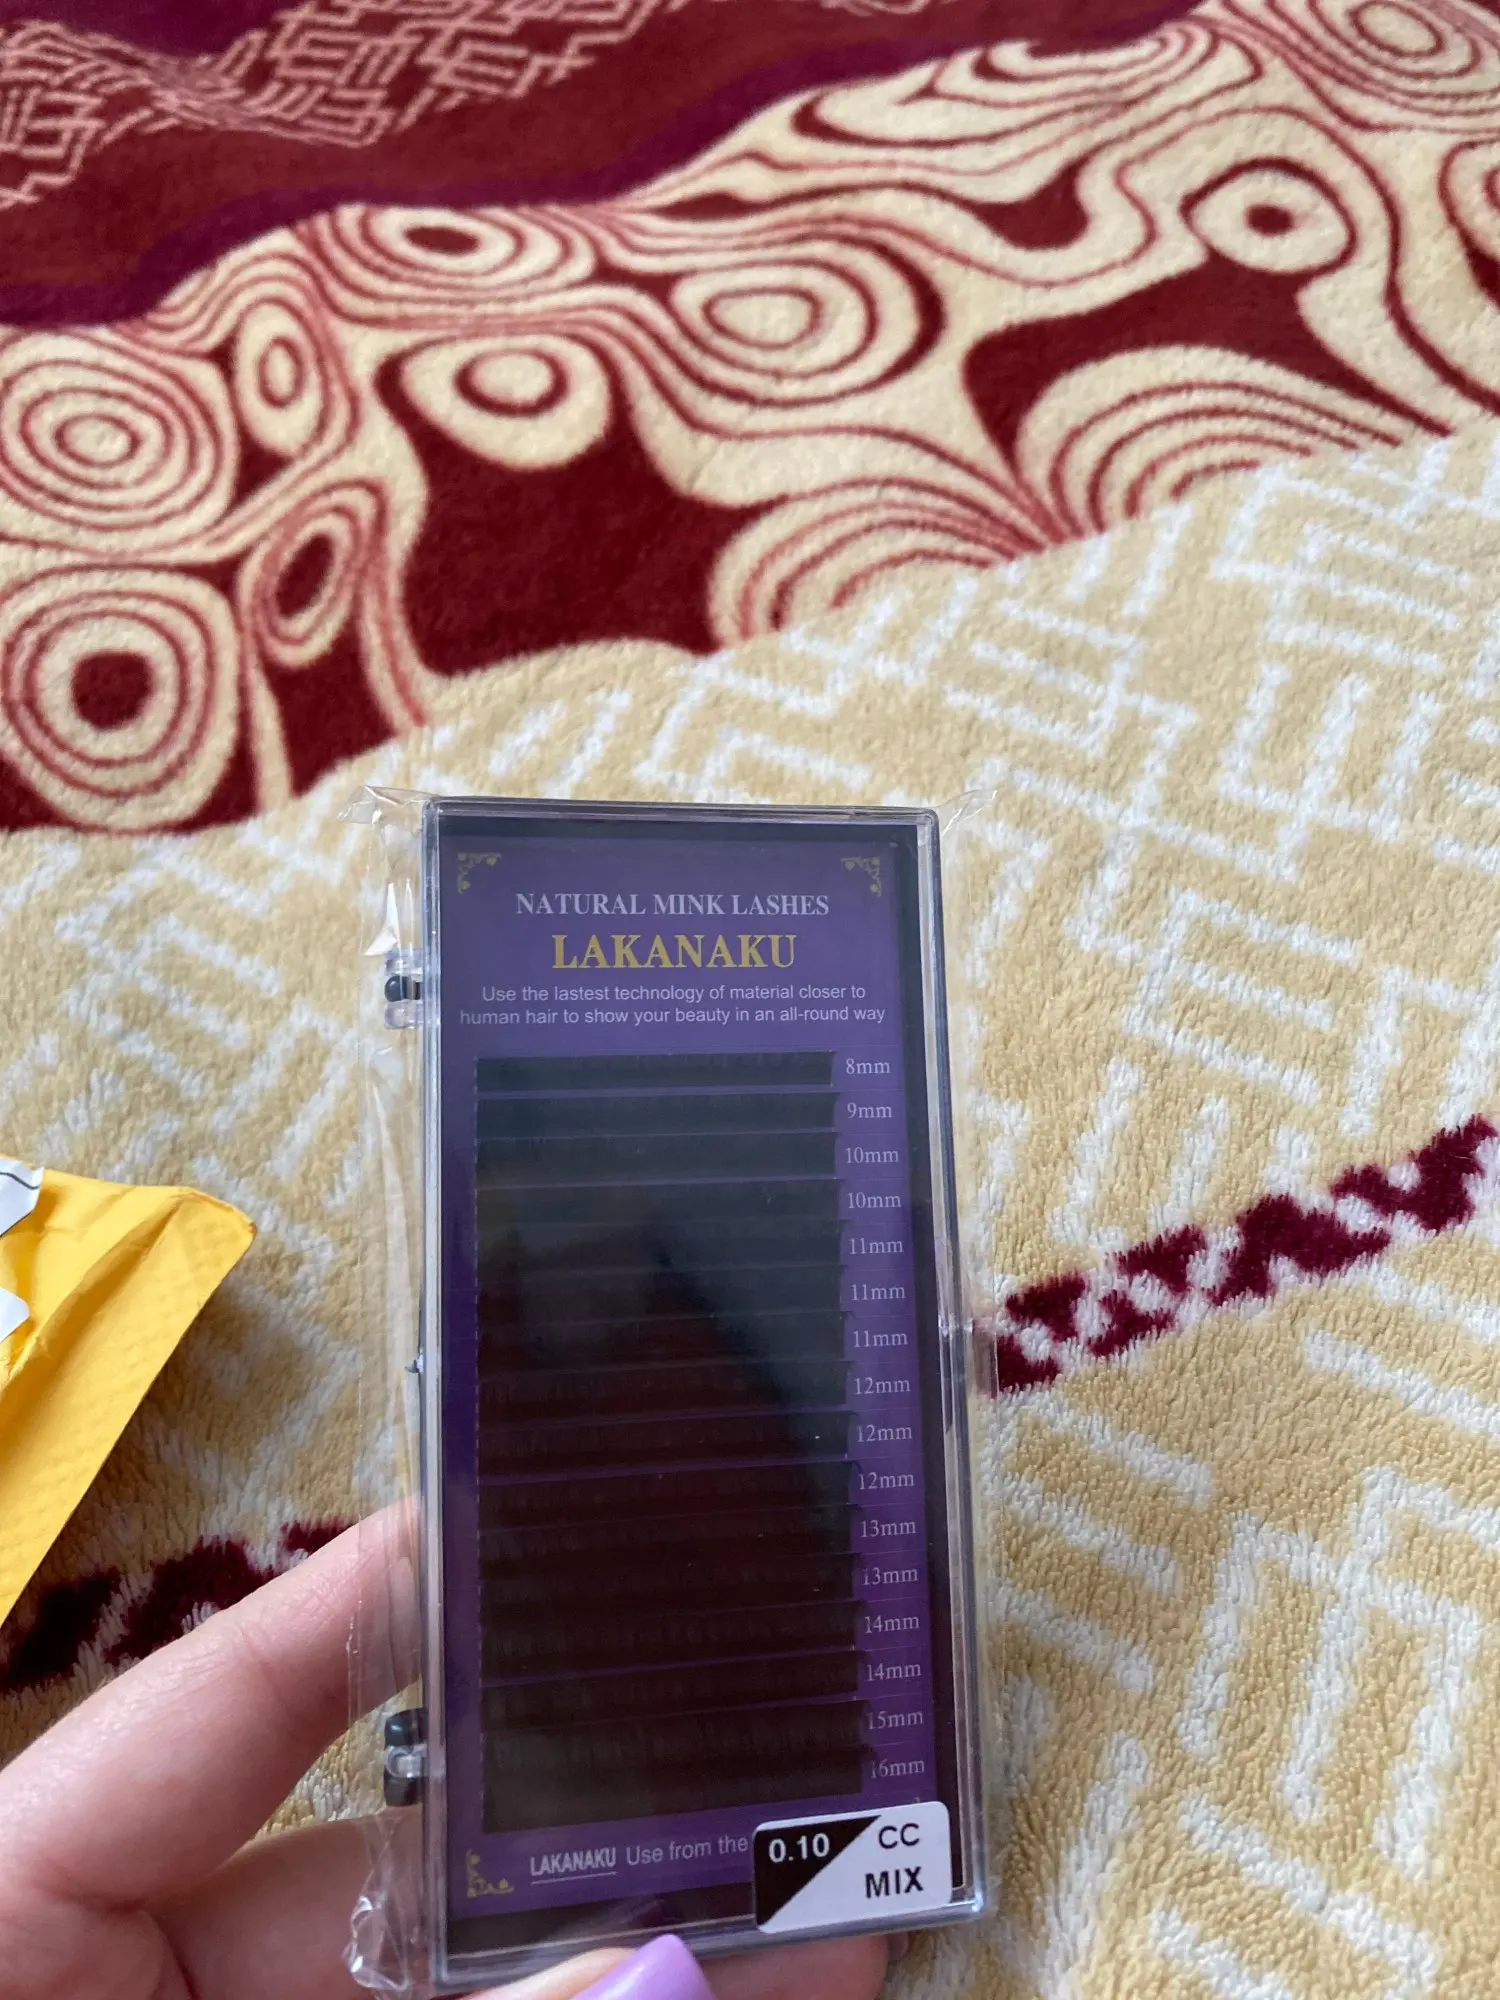 NATURAL MINK LASHES
LAKANAKU
Use the lastest technology of material closer to
human hair to show your beauty in an all-round way
8mm
9mm
10mm
10mm
11mm
11mm
11mm
12mm
12mm
12mm
13mm
13mm
14mm
14mm
15mm
16mm
LAKANAKU Use from the
0.10 CC
MIX